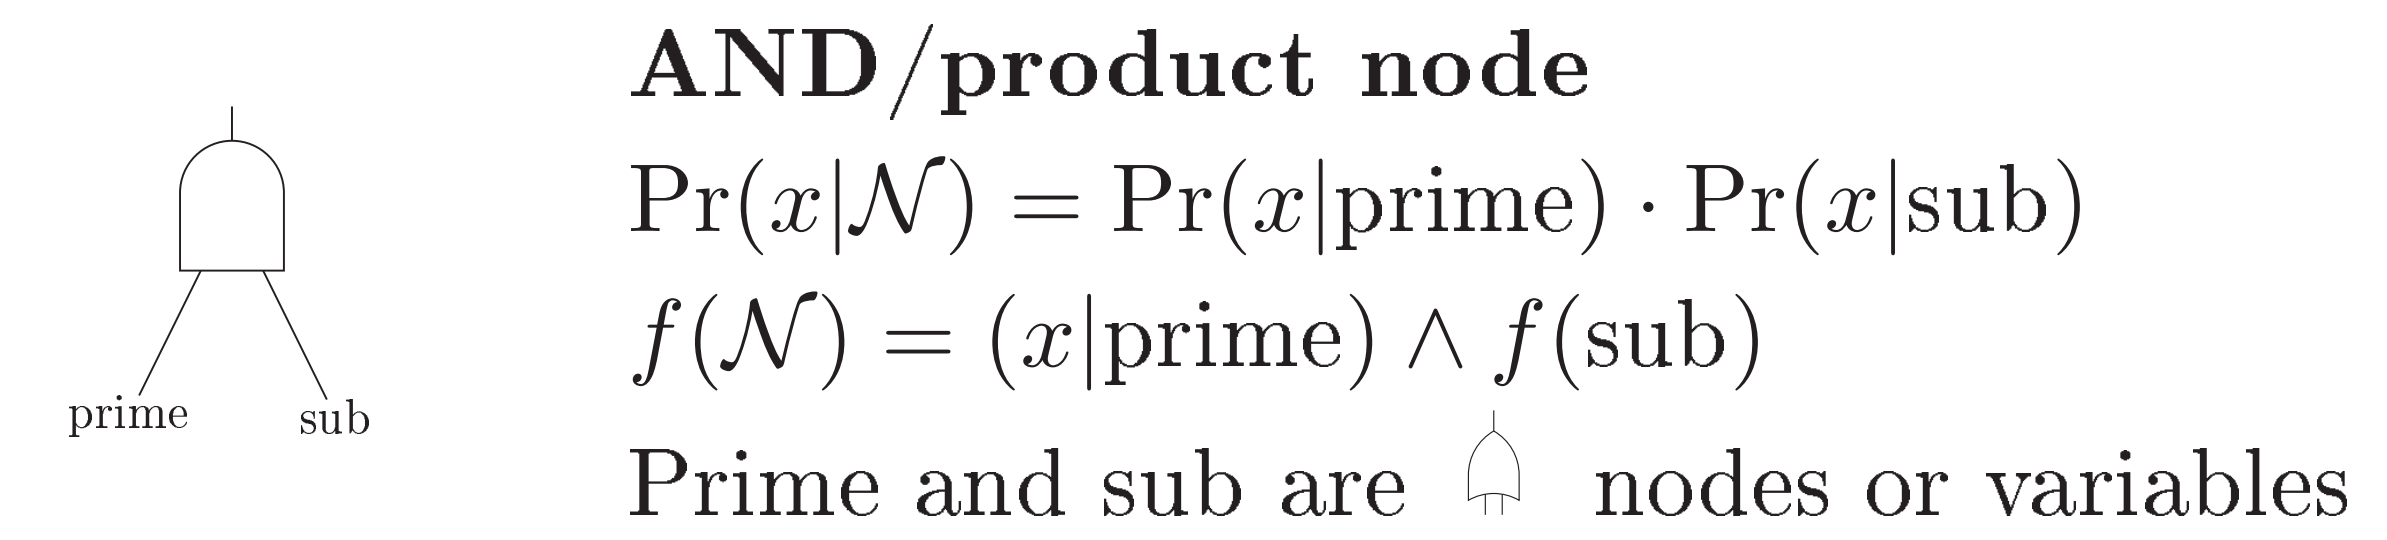 AND/product node
Pr(x|𝒩) = Pr(x|prime) · Pr(x|sub)
f(𝒩) = (x|prime) ∧ f(sub)
prime sub
Prime and sub are nodes or variables